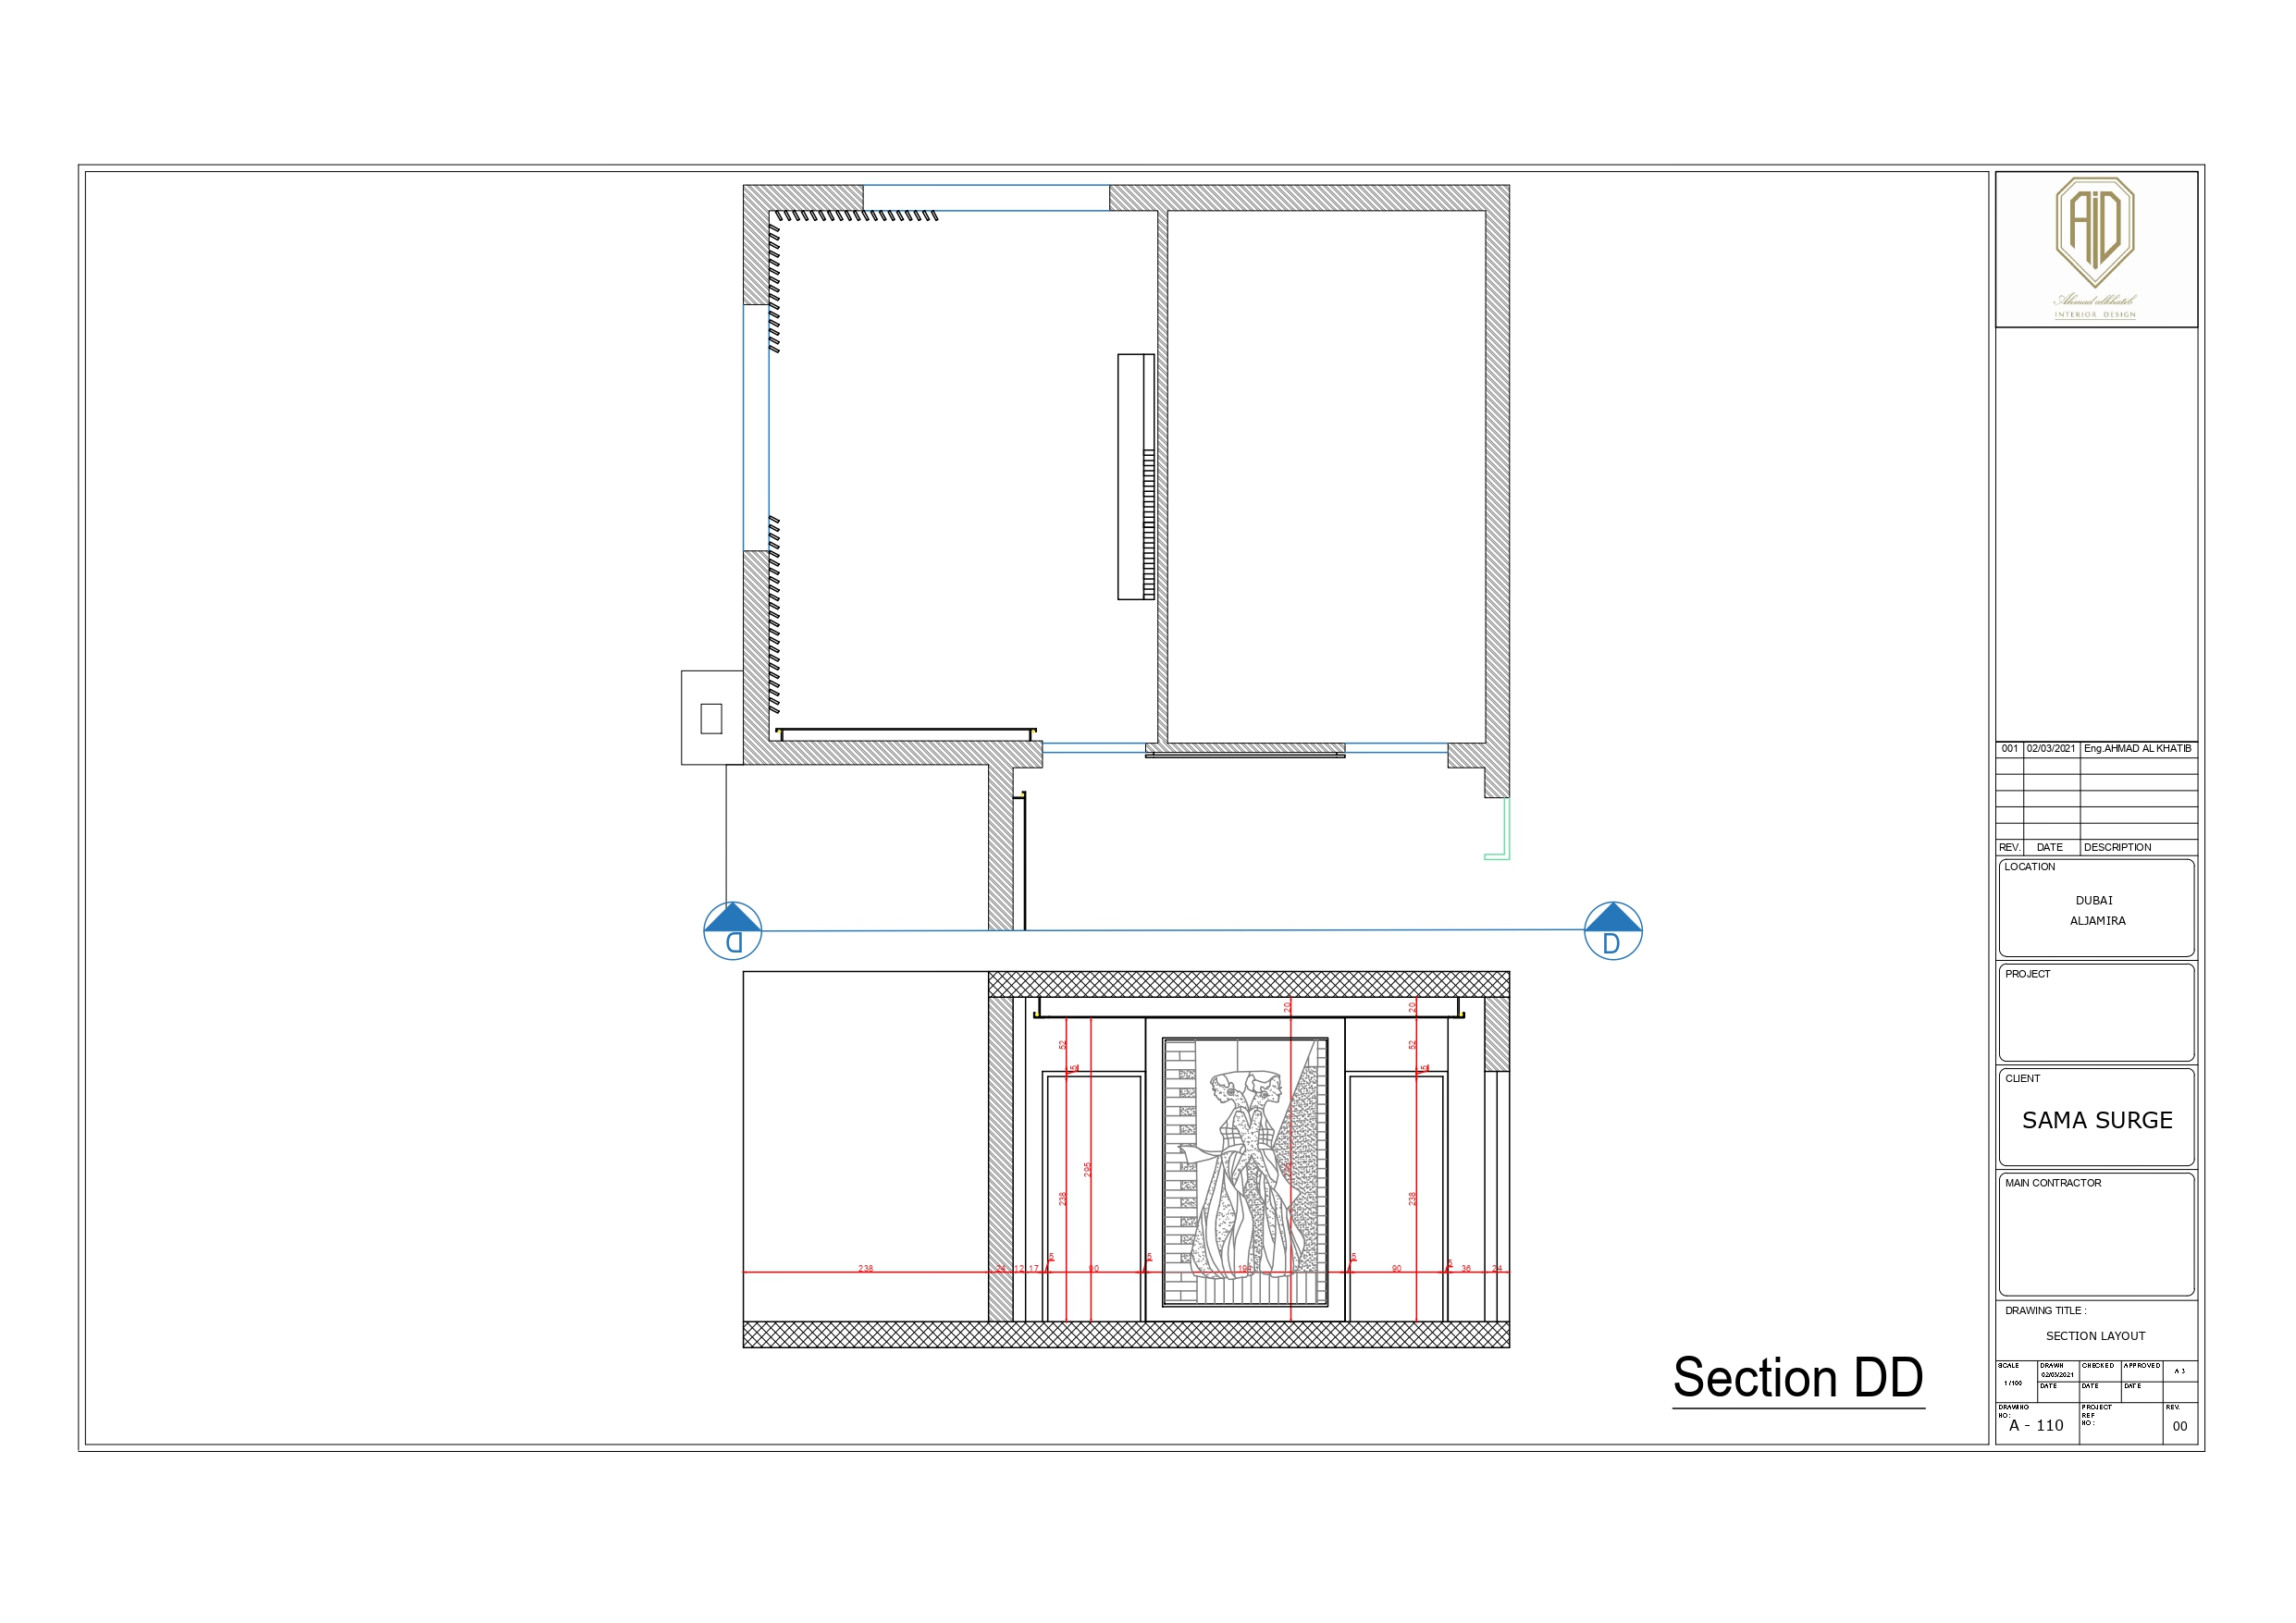 AID
Ahmad alkhatib
INTERIOR DESIGN
001 02/03/2021 Eng.AHMAD AL KHATIB
REV. DATE DESCRIPTION
LOCATION
DUBAI
ALJAMIRA
PROJECT
CLIENT
SAMA SURGE
MAIN CONTRACTOR
DRAWING TITLE :
SECTION LAYOUT
SCALE
1 /100
DRAWN
02/03/2021
DATE
CHECKED
DATE
APPROVED
DATE
A 3
DRAWING
NO:
A - 110
PROJECT
REF
NO :
REV.
00
D
D
20
20
52
52
5
5
295
238
238
5
5
5
5
238
24
12
17
90
90
36
24
Section DD